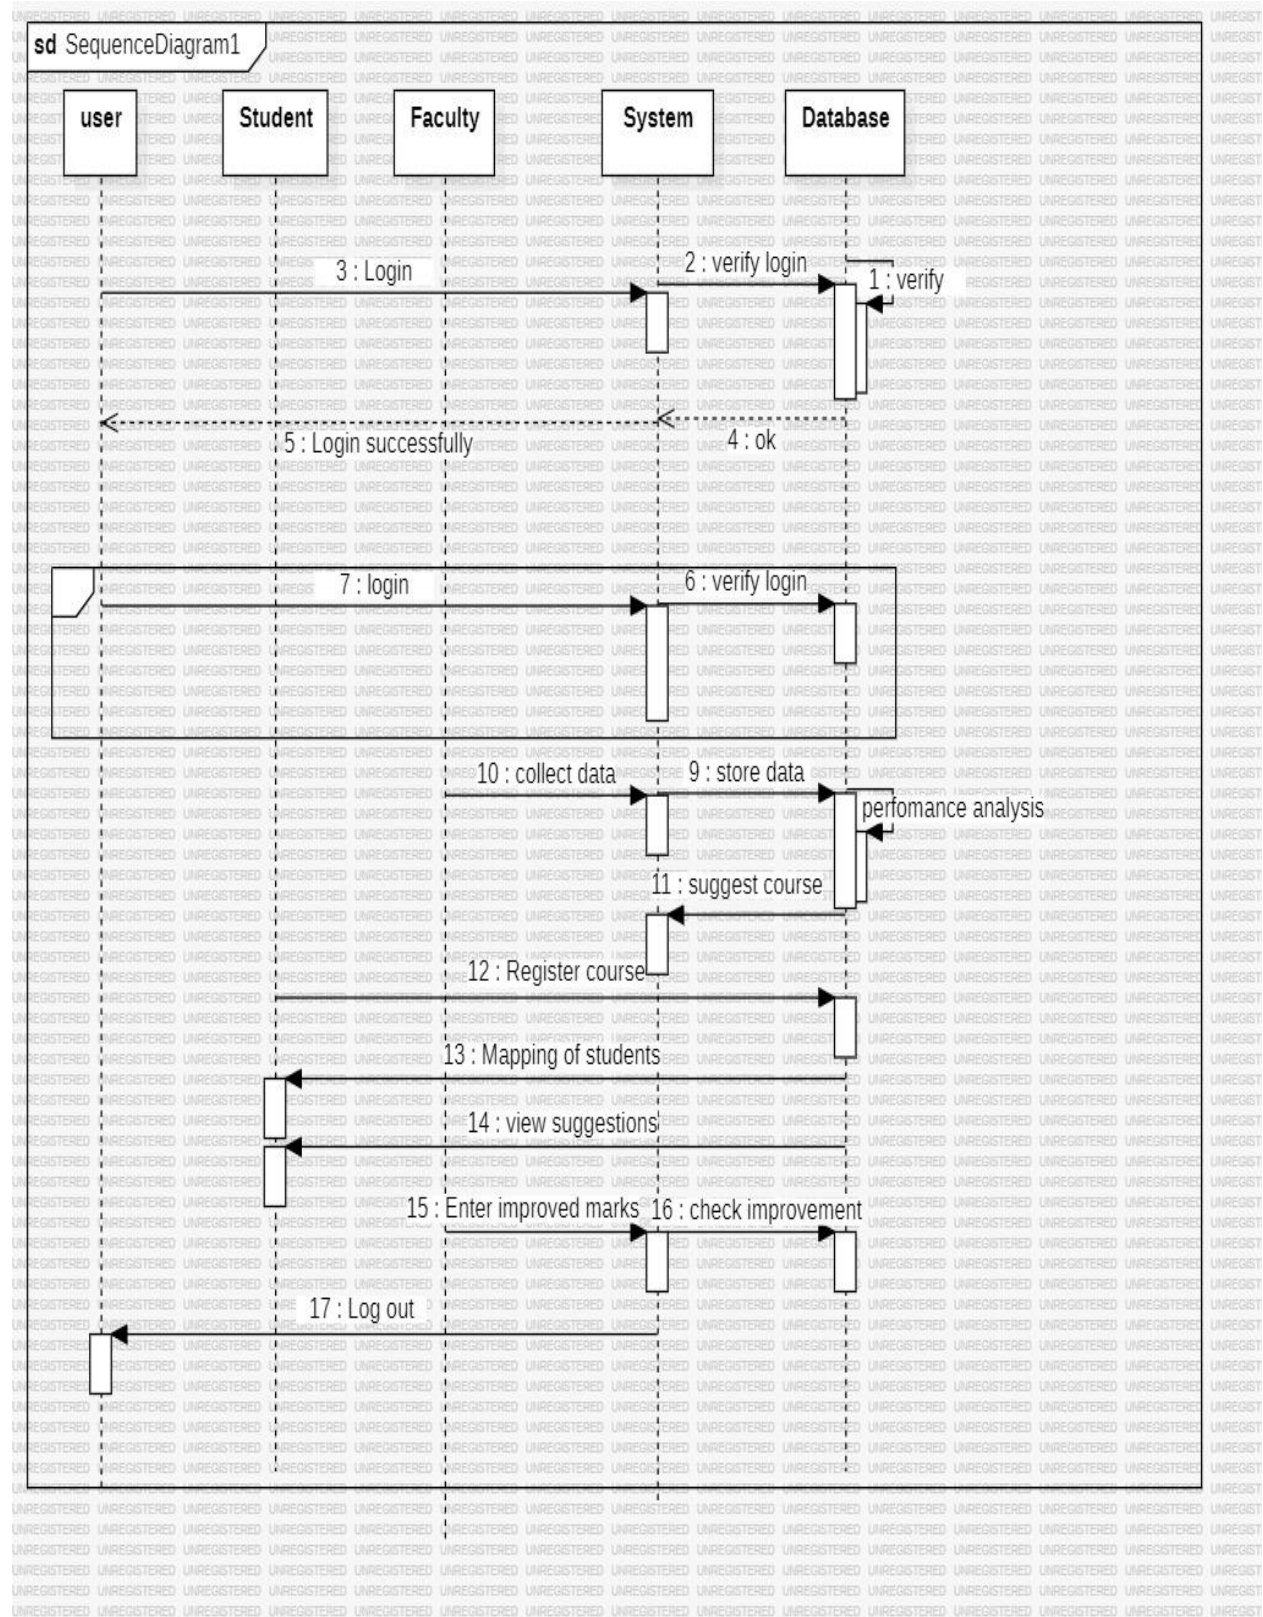 sd SequenceDiagram1
user
Student
Faculty
System
Database
3 : Login
2 : verify login
1 : verify
5 : Login successfully
4 : ok
7 : login
6 : verify login
10 : collect data
9 : store data
perfomance analysis
11 : suggest course
12 : Register course
13 : Mapping of students
14 : view suggestions
15 : Enter improved marks
16 : check improvement
17 : Log out
UNREGISTERED